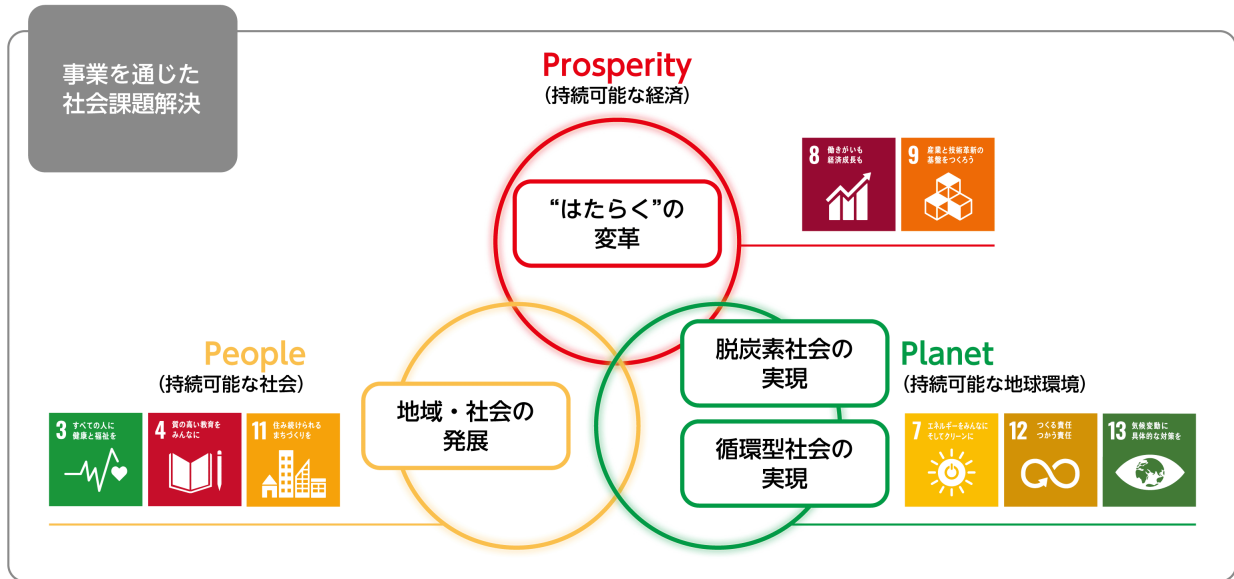 事業を通じた
社会課題解決
Prosperity
(持続可能な経済)
“はたらく”の
変革
8 働きがいも
経済成長も
9 産業と技術革新の
基盤をつくろう
People
(持続可能な社会)
3 すべての人に
健康と福祉を
4 質の高い教育を
みんなに
11 住み続けられる
まちづくりを
地域・社会の
発展
脱炭素社会の
実現
循環型社会の
実現
Planet
(持続可能な地球環境)
7 エネルギーをみんなに
そしてクリーンに
12 つくる責任
つかう責任
13 気候変動に
具体的な対策を